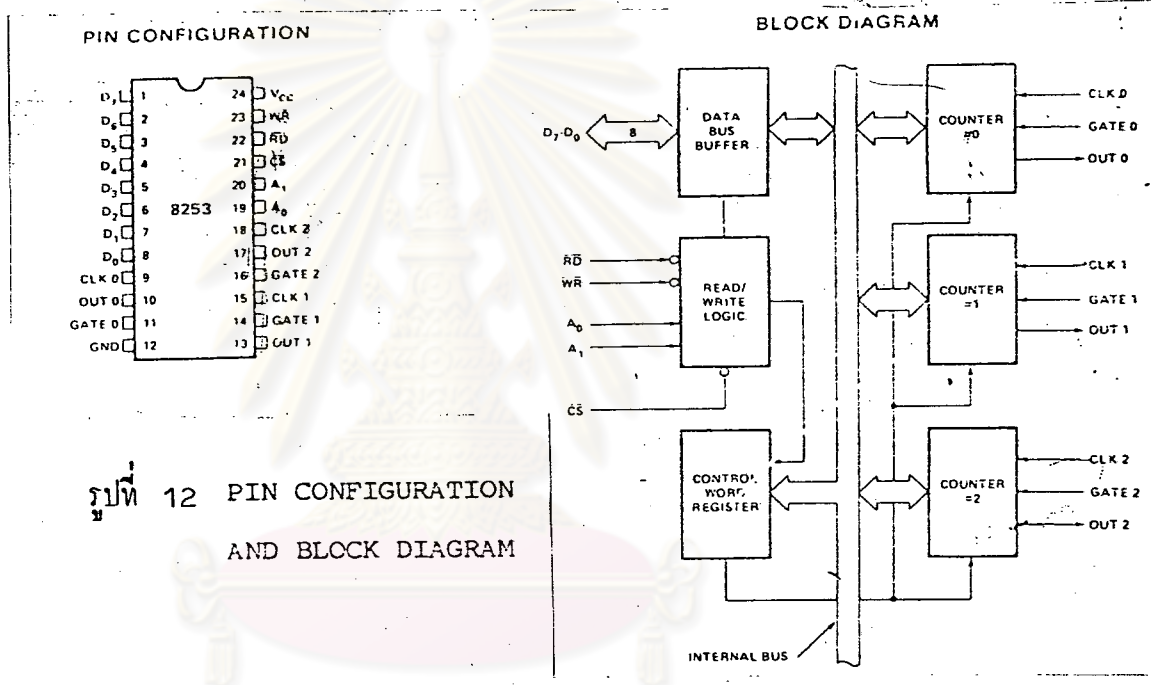 PIN CONFIGURATION
D7 1
D6 2
D5 3
D4 4
D3 5
D2 6
D1 7
D0 8
CLK 0 9
OUT 0 10
GATE 0 11
GND 12
8253
24 VCC
23 WR
22 RD
21 CS
20 A1
19 A0
18 CLK 2
17 OUT 2
16 GATE 2
15 CLK 1
14 GATE 1
13 OUT 1
BLOCK DIAGRAM
D7-D0
8
DATA
BUS
BUFFER
RD
WR
A0
A1
CS
READ/
WRITE
LOGIC
CONTROL
WORD
REGISTER
COUNTER
=0
CLK 0
GATE 0
OUT 0
COUNTER
=1
CLK 1
GATE 1
OUT 1
COUNTER
=2
CLK 2
GATE 2
OUT 2
INTERNAL BUS
รูปที่ 12 PIN CONFIGURATION
AND BLOCK DIAGRAM